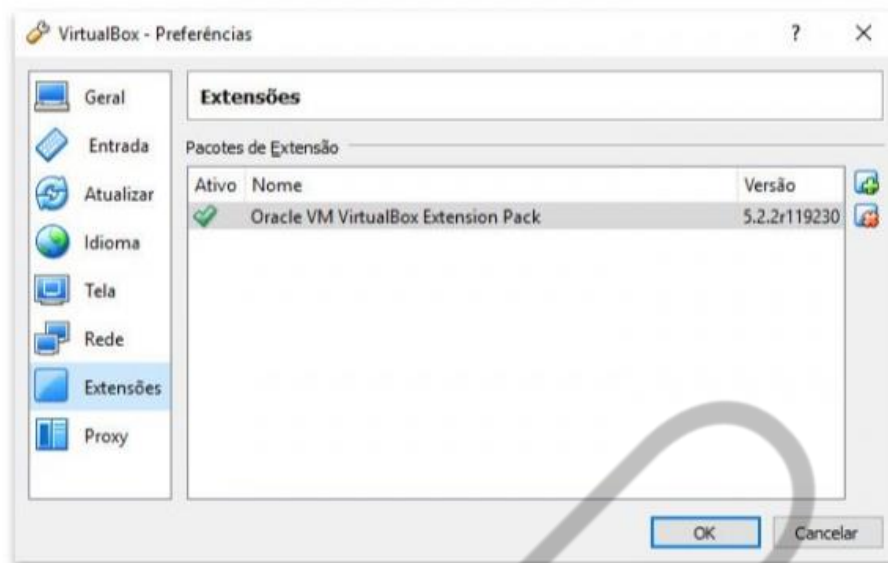 VirtualBox - Preferências
?
Geral
Entrada
Atualizar
Idioma
Tela
Rede
Extensões
Proxy
Extensões
Pacotes de Extensão
Ativo Nome Versão
Oracle VM VirtualBox Extension Pack 5.2.2r119230
OK Cancelar